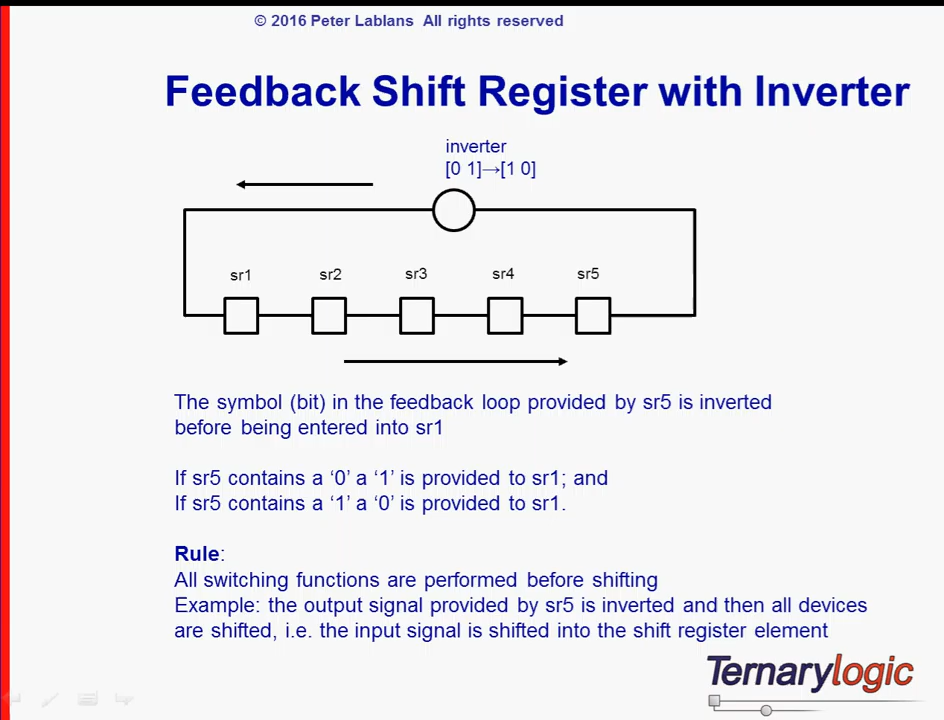 © 2016 Peter Lablans All rights reserved
Feedback Shift Register with Inverter
inverter
[0 1]→[1 0]
sr1 sr2 sr3 sr4 sr5
The symbol (bit) in the feedback loop provided by sr5 is inverted
before being entered into sr1
If sr5 contains a ‘0’ a ‘1’ is provided to sr1; and
If sr5 contains a ‘1’ a ‘0’ is provided to sr1.
Rule:
All switching functions are performed before shifting
Example: the output signal provided by sr5 is inverted and then all devices
are shifted, i.e. the input signal is shifted into the shift register element
Ternarylogic